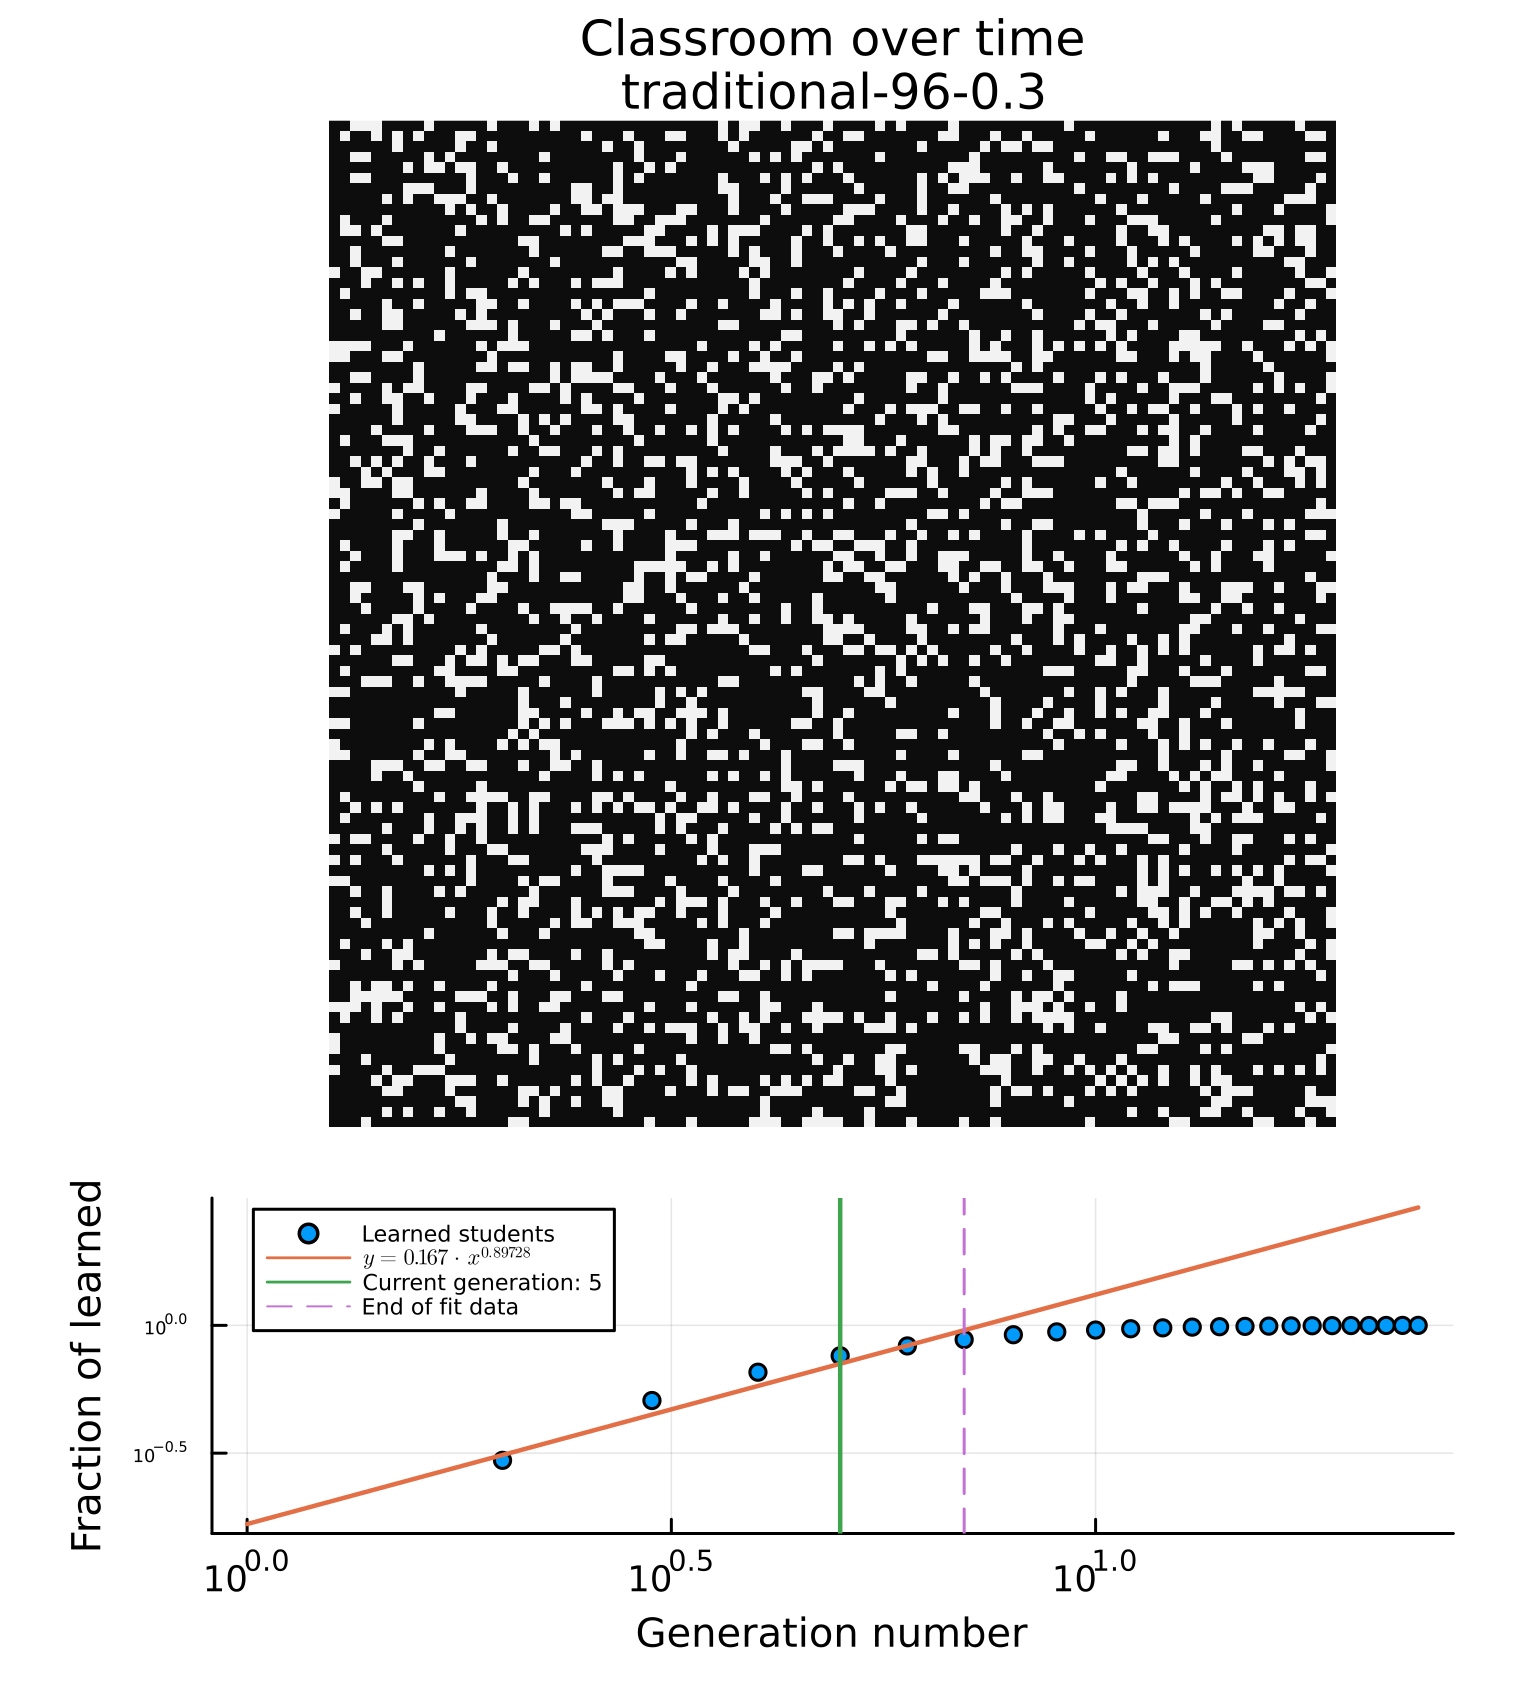 Classroom over time
traditional-96-0.3
Fraction of learned
Learned students
y = 0.167 · x^0.89728
Current generation: 5
End of fit data
10^0.0
10^−0.5
10^0.0 10^0.5 10^1.0
Generation number